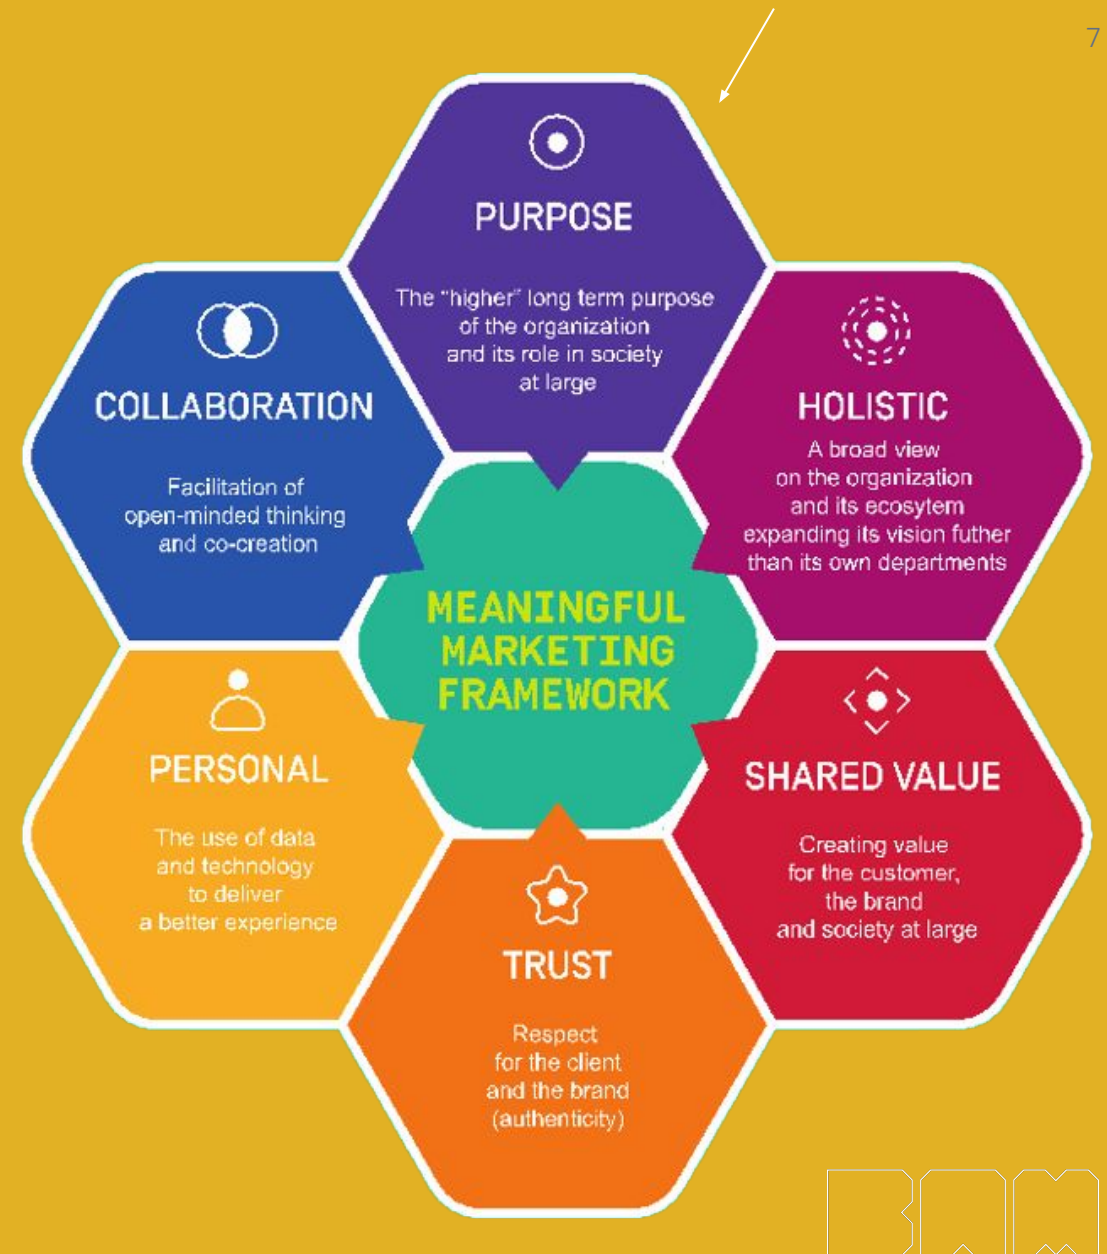 7
PURPOSE
The "higher" long term purpose
of the organization
and its role in society
at large
COLLABORATION
Facilitation of
open-minded thinking
and co-creation
HOLISTIC
A broad view
on the organization
and its ecosytem
expanding its vision futher
than its own departments
MEANINGFUL
MARKETING
FRAMEWORK
PERSONAL
The use of data
and technology
to deliver
a better experience
SHARED VALUE
Creating value
for the customer,
the brand
and society at large
TRUST
Respect
for the client
and the brand
(authenticity)
BAM